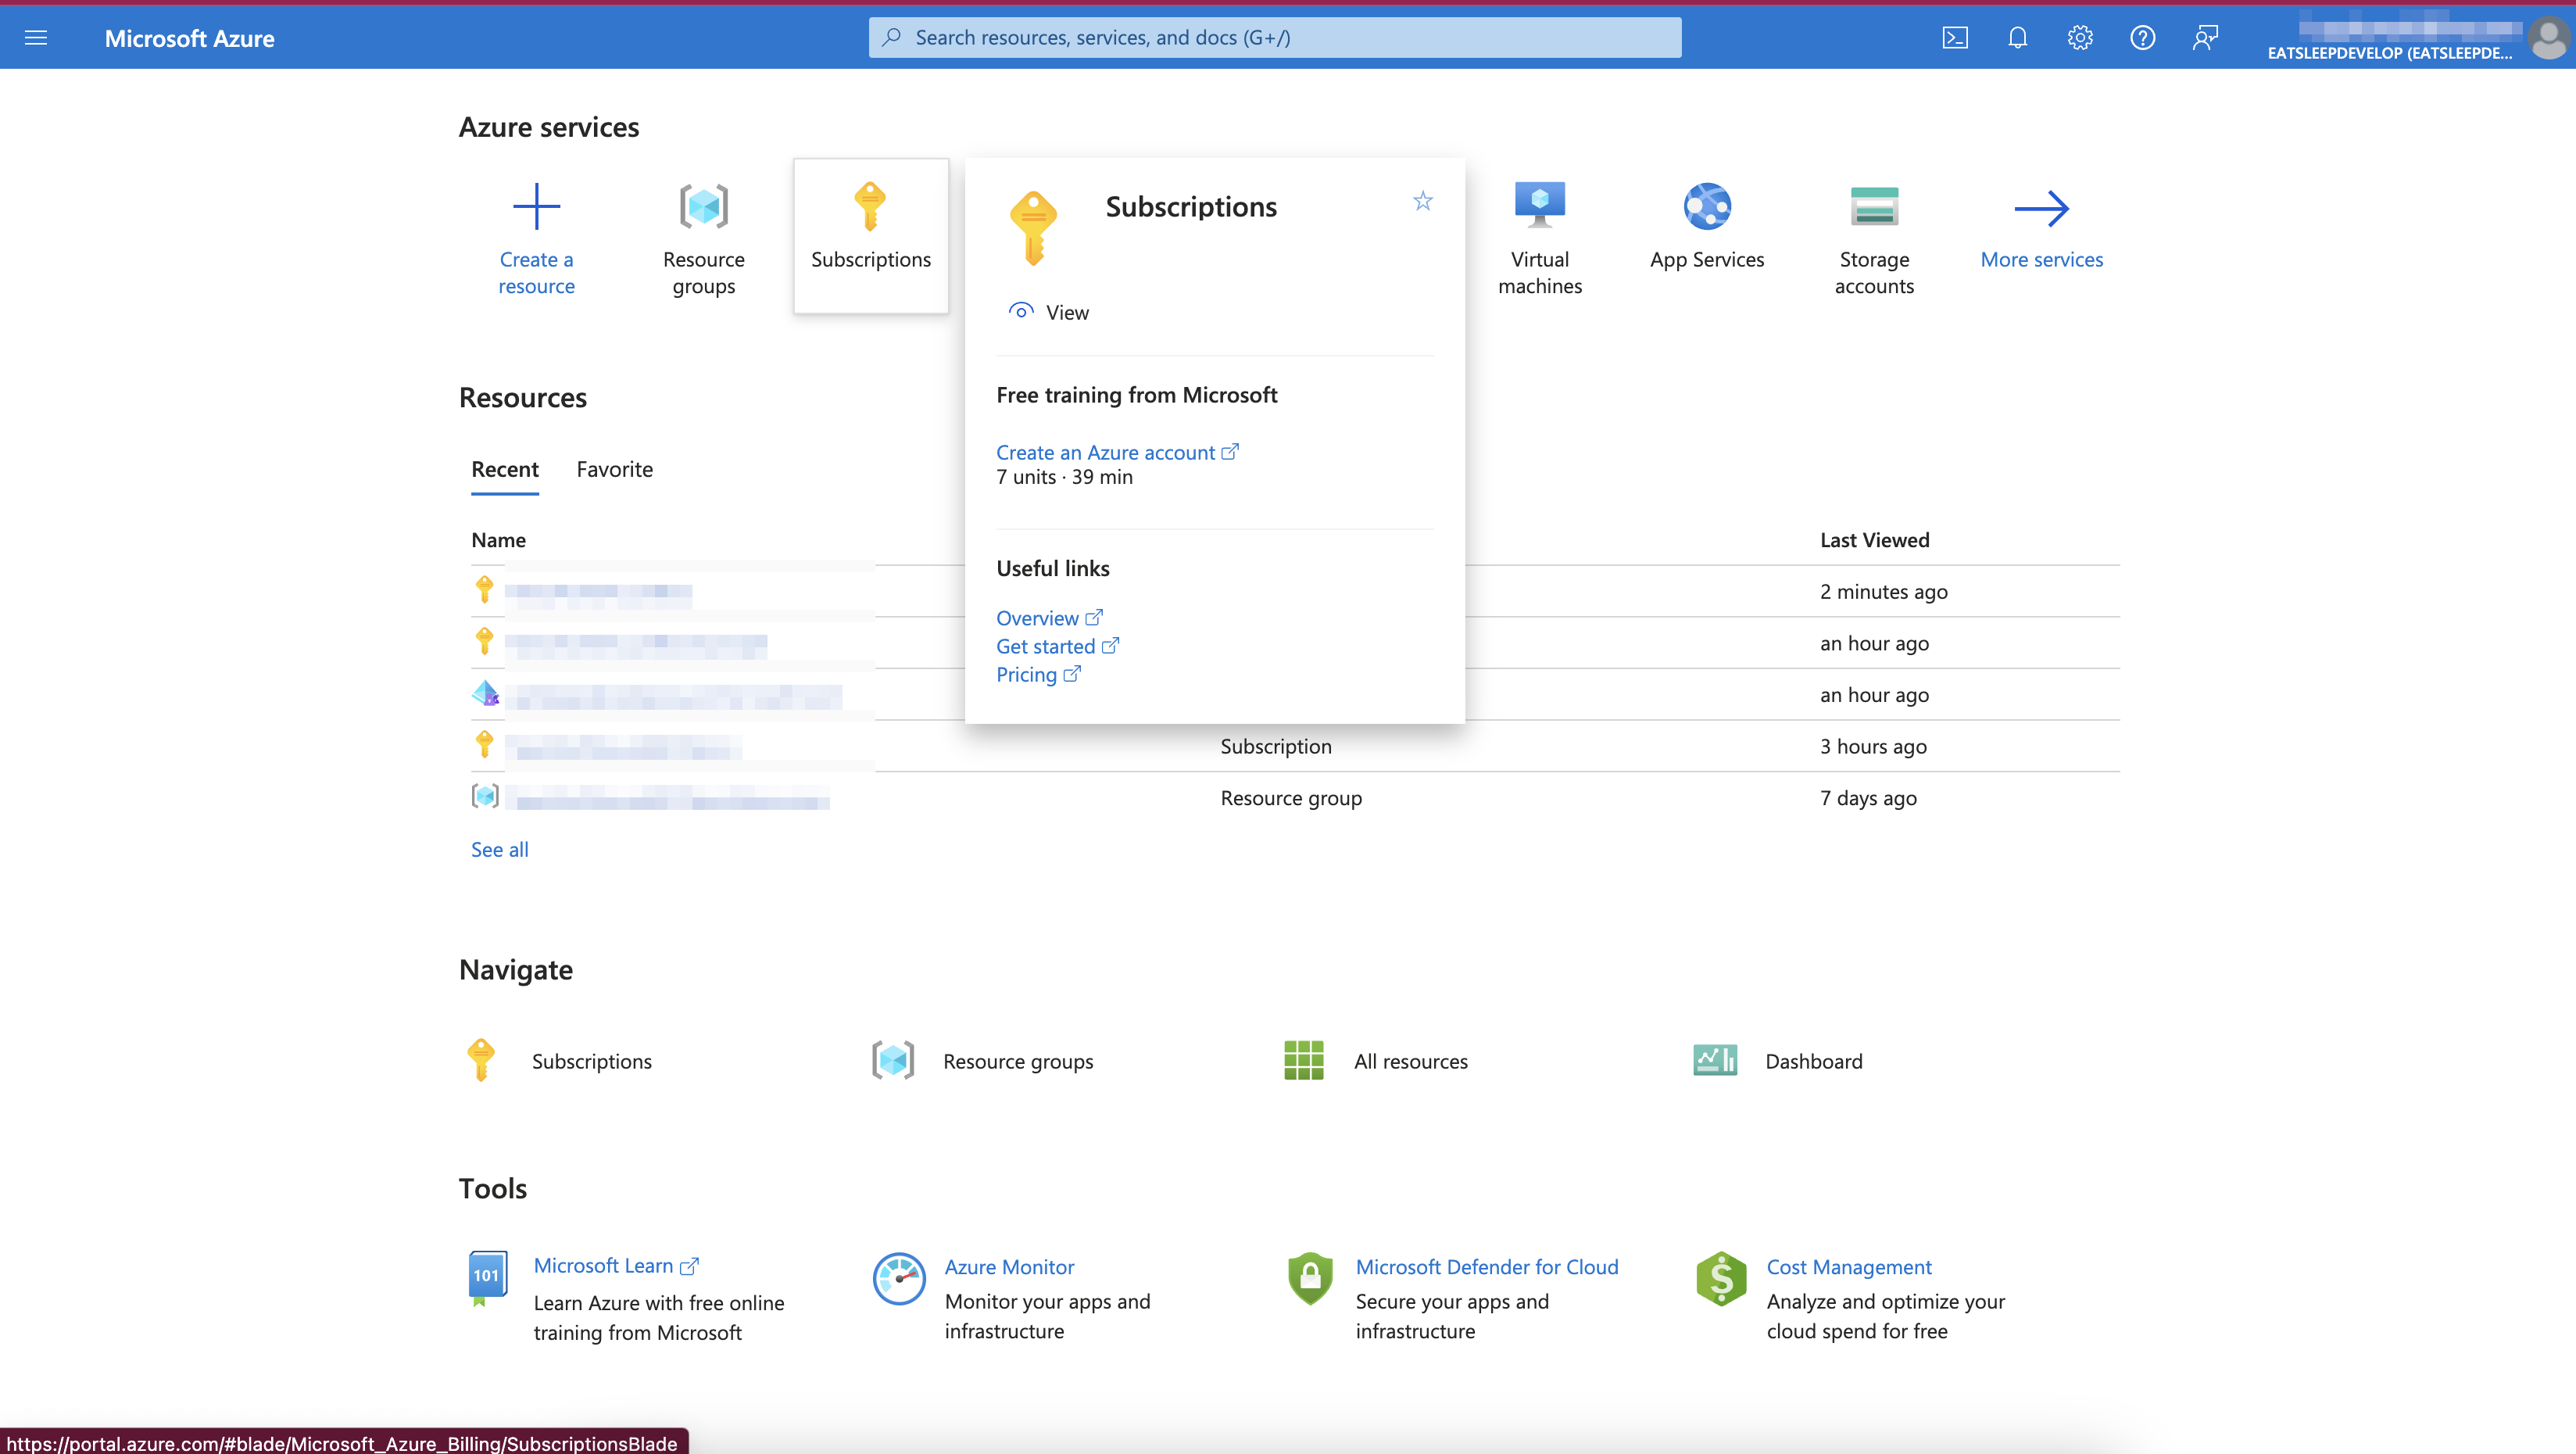 Microsoft Azure
Search resources, services, and docs (G+/)
EATSLEEPDEVELOP (EATSLEEPDE...
Azure services
Create a
resource
Resource
groups
Subscriptions
Subscriptions
View
Free training from Microsoft
Create an Azure account
7 units · 39 min
Useful links
Overview
Get started
Pricing
Virtual
machines
App Services
Storage
accounts
More services
Resources
Recent
Favorite
Name
Last Viewed
2 minutes ago
an hour ago
an hour ago
Subscription
3 hours ago
Resource group
7 days ago
See all
Navigate
Subscriptions
Resource groups
All resources
Dashboard
Tools
101
Microsoft Learn
Learn Azure with free online
training from Microsoft
Azure Monitor
Monitor your apps and
infrastructure
Microsoft Defender for Cloud
Secure your apps and
infrastructure
Cost Management
Analyze and optimize your
cloud spend for free
https://portal.azure.com/#blade/Microsoft_Azure_Billing/SubscriptionsBlade